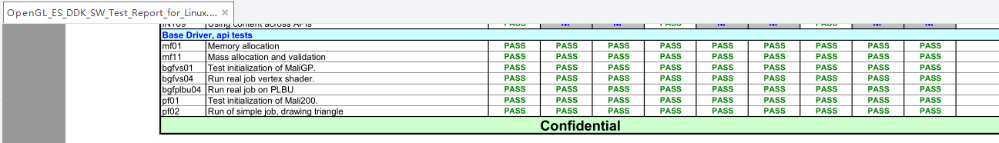 OpenGL_ES_DDK_SW_Test_Report_for_Linux.... ×
INT09 Using content across APIs PASS NI NI PASS NI NI PASS NI NI
Base Driver, api tests
mf01 Memory allocation PASS PASS PASS PASS PASS PASS PASS PASS PASS
mf11 Mass allocation and validation PASS PASS PASS PASS PASS PASS PASS PASS PASS
bgfvs01 Test initialization of MaliGP. PASS PASS PASS PASS PASS PASS PASS PASS PASS
bgfvs04 Run real job vertex shader. PASS PASS PASS PASS PASS PASS PASS PASS PASS
bgfplbu04 Run real job on PLBU PASS PASS PASS PASS PASS PASS PASS PASS PASS
pf01 Test initialization of Mali200. PASS PASS PASS PASS PASS PASS PASS PASS PASS
pf02 Run of simple job, drawing triangle PASS PASS PASS PASS PASS PASS PASS PASS PASS
Confidential